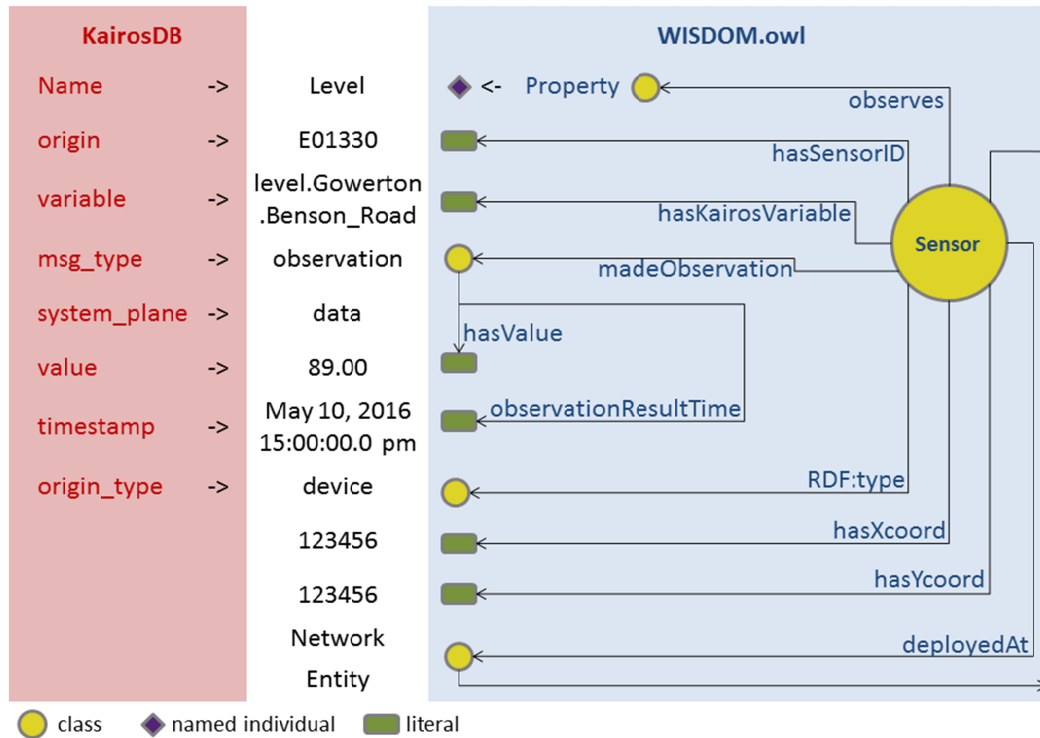 KairosDB WISDOM.owl
Name -> Level <- Property
observes
origin -> E01330
hasSensorID
variable -> level.Gowerton
.Benson_Road
hasKairosVariable
Sensor
msg_type -> observation
madeObservation
system_plane -> data
hasValue
value -> 89.00
timestamp -> May 10, 2016
15:00:00.0 pm
observationResultTime
origin_type -> device
RDF:type
123456
hasXcoord
123456
hasYcoord
Network
Entity
deployedAt
class named individual literal